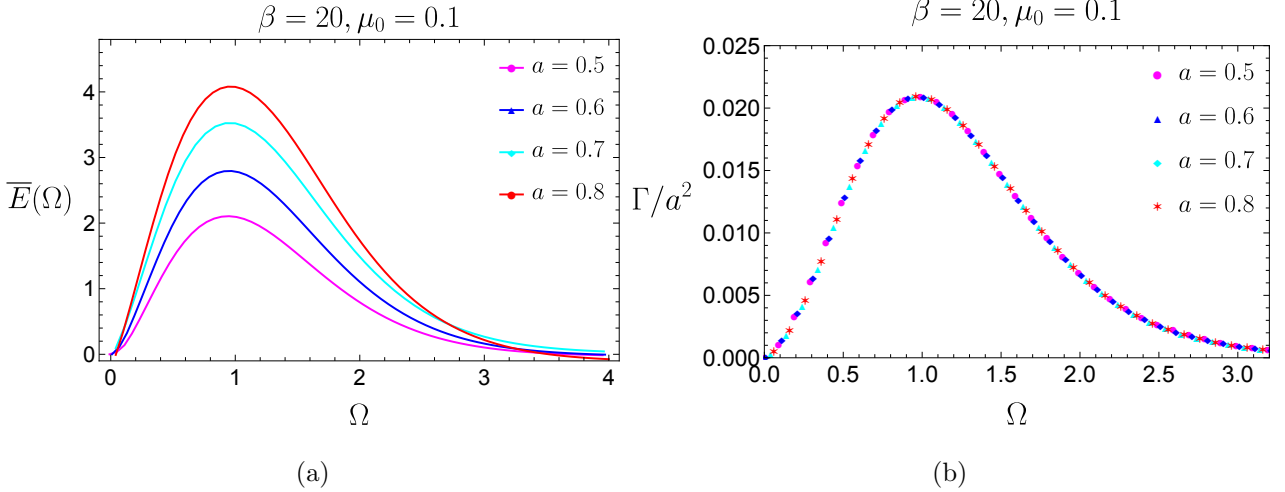 β = 20, μ₀ = 0.1
E̅(Ω)
4
3
2
1
0
0 1 2 3 4
Ω
a = 0.5
a = 0.6
a = 0.7
a = 0.8
(a)
β = 20, μ₀ = 0.1
Γ/a²
0.025
0.020
0.015
0.010
0.005
0.000
0.0 0.5 1.0 1.5 2.0 2.5 3.0
Ω
a = 0.5
a = 0.6
a = 0.7
a = 0.8
(b)